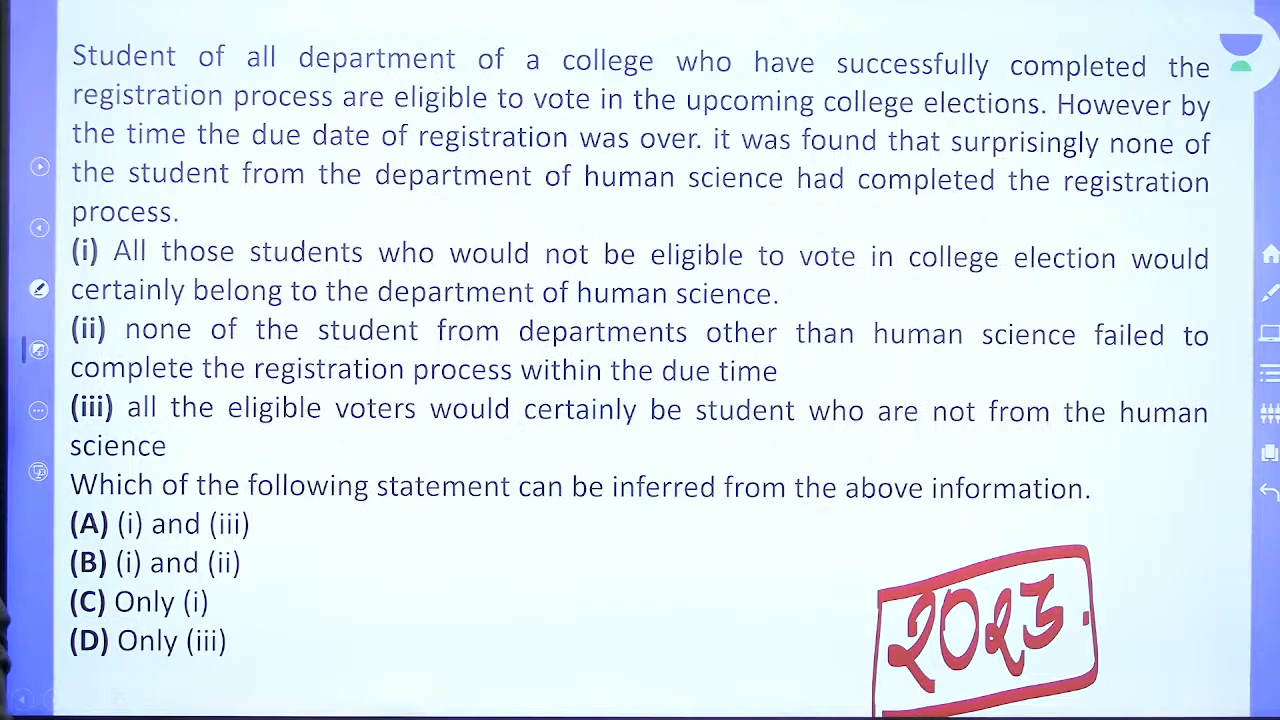 Student of all department of a college who have successfully completed the
registration process are eligible to vote in the upcoming college elections. However by
the time the due date of registration was over. it was found that surprisingly none of
the student from the department of human science had completed the registration
process.
(i) All those students who would not be eligible to vote in college election would
certainly belong to the department of human science.
(ii) none of the student from departments other than human science failed to
complete the registration process within the due time
(iii) all the eligible voters would certainly be student who are not from the human
science
Which of the following statement can be inferred from the above information.
(A) (i) and (iii)
(B) (i) and (ii)
(C) Only (i)
(D) Only (iii)